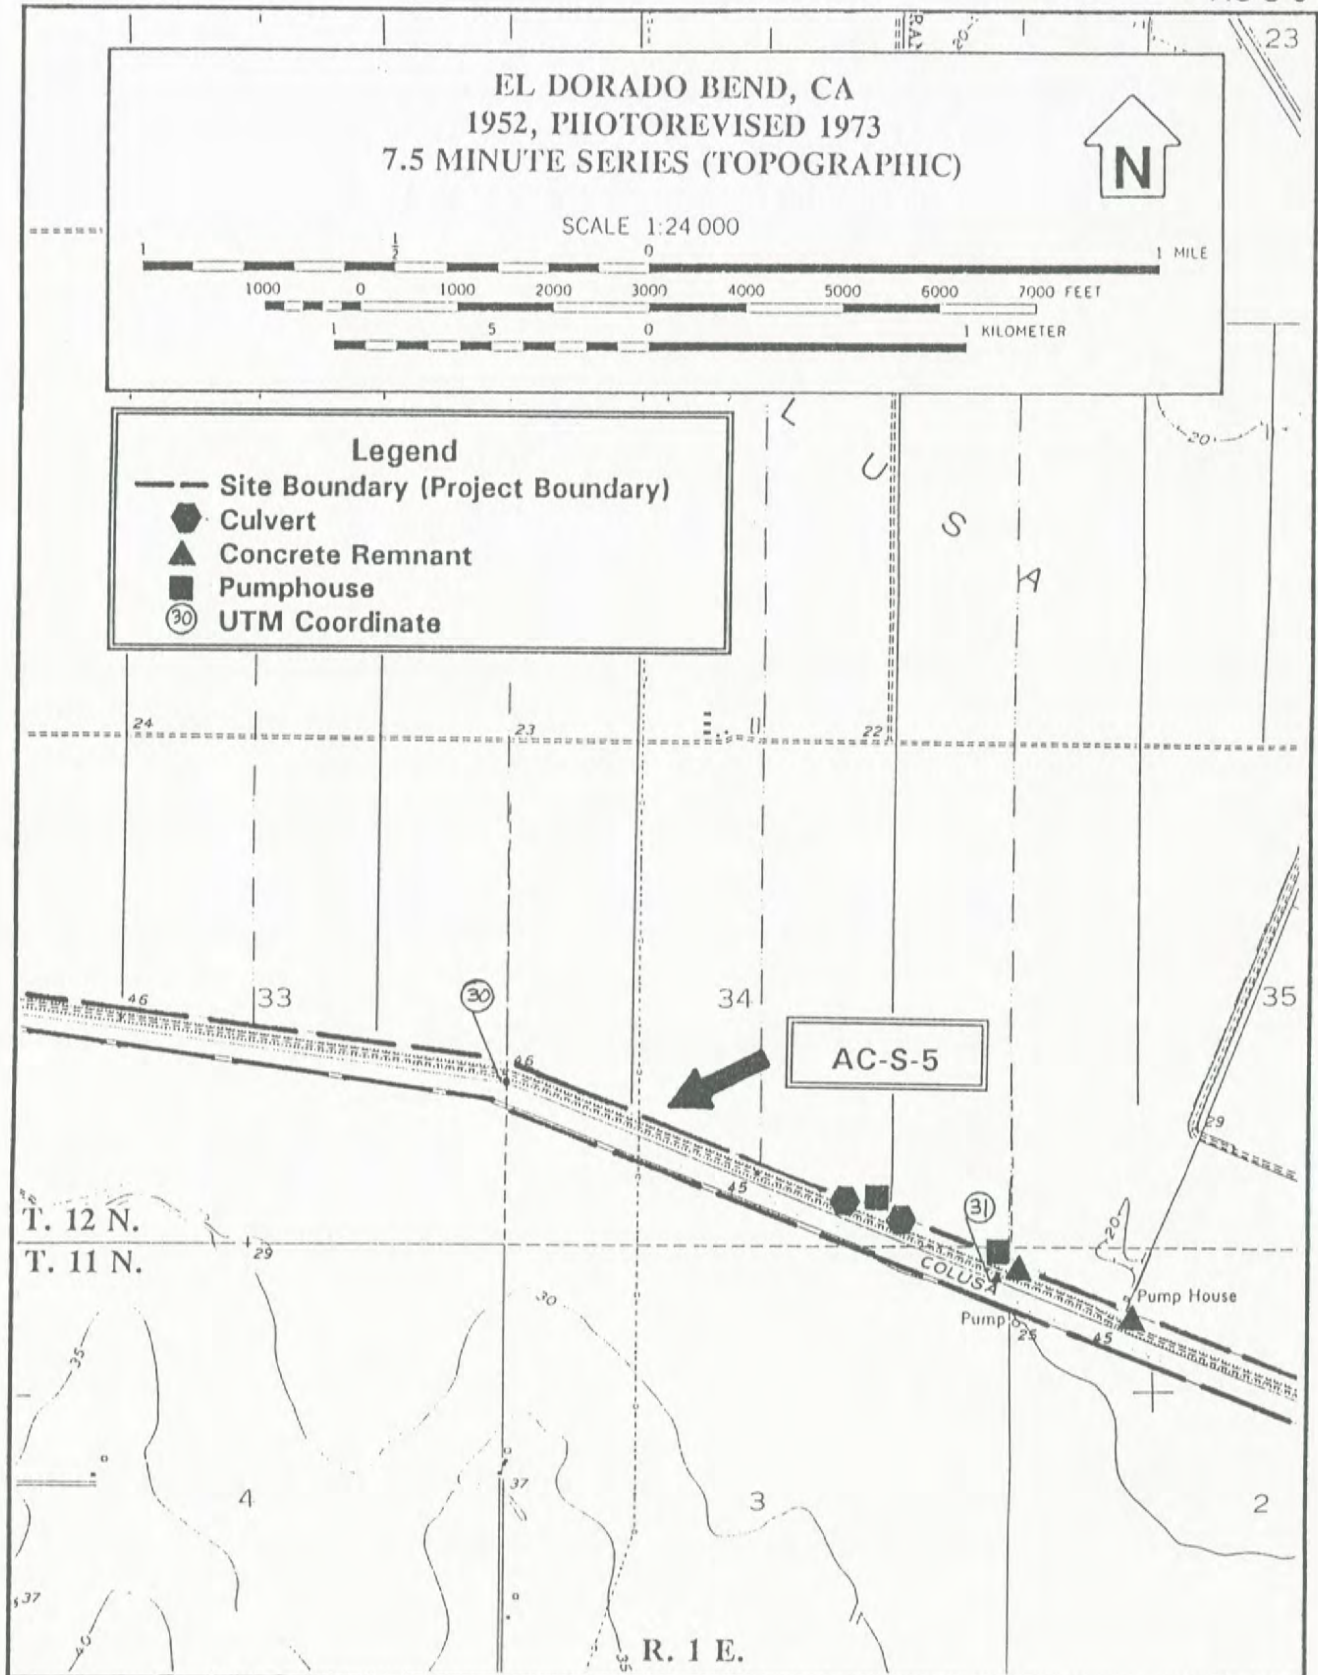 23
EL DORADO BEND, CA
1952, PHOTOREVISED 1973
7.5 MINUTE SERIES (TOPOGRAPHIC)
N
SCALE 1:24 000
1 1/2 0 1 MILE
1000 0 1000 2000 3000 4000 5000 6000 7000 FEET
1 5 0 1 KILOMETER
20
L
U
S
A
Legend
Site Boundary (Project Boundary)
Culvert
Concrete Remnant
Pumphouse
30 UTM Coordinate
24 23 22
46 33 30 34 35
46
AC-S-5
29
45
T. 12 N.
31
20
T. 11 N.
29
COLUSA
30
Pump House
Pump
25 45
35
4 37 3 2
37
40
35
R. 1 E.